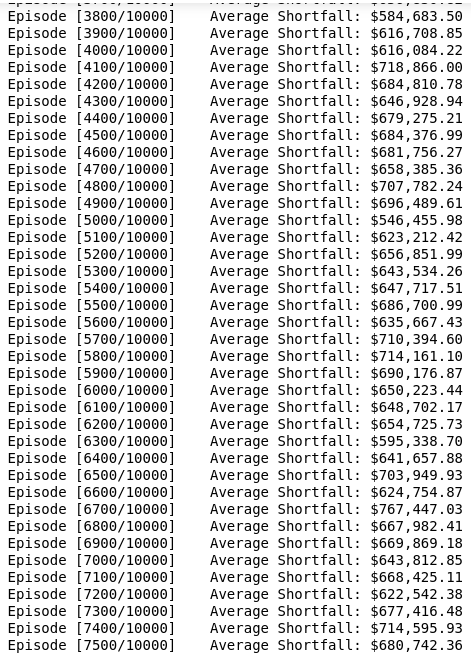 Episode [3800/10000] Average Shortfall: $584,683.50
Episode [3900/10000] Average Shortfall: $616,708.85
Episode [4000/10000] Average Shortfall: $616,084.22
Episode [4100/10000] Average Shortfall: $718,866.00
Episode [4200/10000] Average Shortfall: $684,810.78
Episode [4300/10000] Average Shortfall: $646,928.94
Episode [4400/10000] Average Shortfall: $679,275.21
Episode [4500/10000] Average Shortfall: $684,376.99
Episode [4600/10000] Average Shortfall: $681,756.27
Episode [4700/10000] Average Shortfall: $658,385.36
Episode [4800/10000] Average Shortfall: $707,782.24
Episode [4900/10000] Average Shortfall: $696,489.61
Episode [5000/10000] Average Shortfall: $546,455.98
Episode [5100/10000] Average Shortfall: $623,212.42
Episode [5200/10000] Average Shortfall: $656,851.99
Episode [5300/10000] Average Shortfall: $643,534.26
Episode [5400/10000] Average Shortfall: $647,717.51
Episode [5500/10000] Average Shortfall: $686,700.99
Episode [5600/10000] Average Shortfall: $635,667.43
Episode [5700/10000] Average Shortfall: $710,394.60
Episode [5800/10000] Average Shortfall: $714,161.10
Episode [5900/10000] Average Shortfall: $690,176.87
Episode [6000/10000] Average Shortfall: $650,223.44
Episode [6100/10000] Average Shortfall: $648,702.17
Episode [6200/10000] Average Shortfall: $654,725.73
Episode [6300/10000] Average Shortfall: $595,338.70
Episode [6400/10000] Average Shortfall: $641,657.88
Episode [6500/10000] Average Shortfall: $703,949.93
Episode [6600/10000] Average Shortfall: $624,754.87
Episode [6700/10000] Average Shortfall: $767,447.03
Episode [6800/10000] Average Shortfall: $667,982.41
Episode [6900/10000] Average Shortfall: $669,869.18
Episode [7000/10000] Average Shortfall: $643,812.85
Episode [7100/10000] Average Shortfall: $668,425.11
Episode [7200/10000] Average Shortfall: $622,542.38
Episode [7300/10000] Average Shortfall: $677,416.48
Episode [7400/10000] Average Shortfall: $714,595.93
Episode [7500/10000] Average Shortfall: $680,742.36